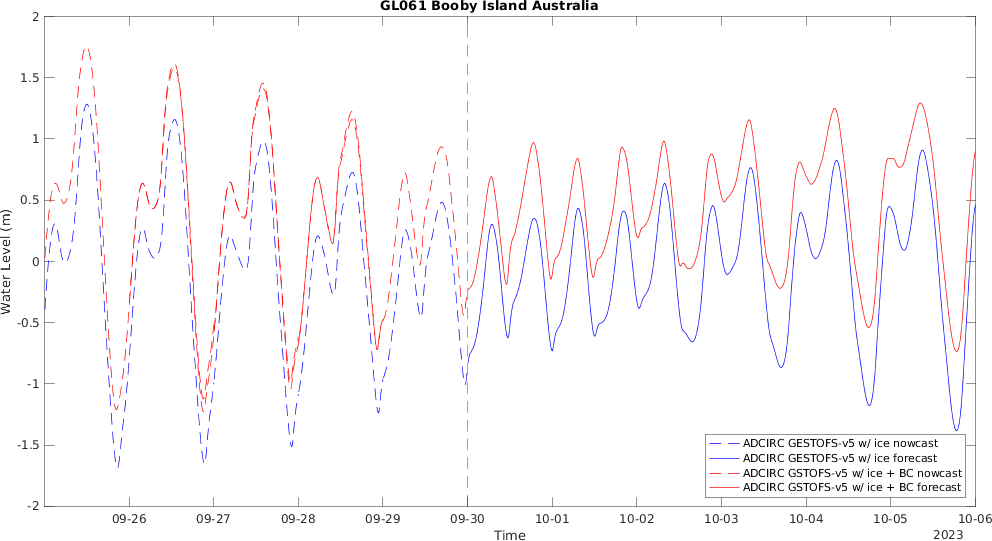 GL061 Booby Island Australia
2
1.5
1
0.5
0
-0.5
-1
-1.5
-2
Water Level (m)
ADCIRC GESTOFS-v5 w/ ice nowcast
ADCIRC GESTOFS-v5 w/ ice forecast
ADCIRC GSTOFS-v5 w/ ice + BC nowcast
ADCIRC GSTOFS-v5 w/ ice + BC forecast
09-26 09-27 09-28 09-29 09-30 10-01 10-02 10-03 10-04 10-05 10-06
Time
2023